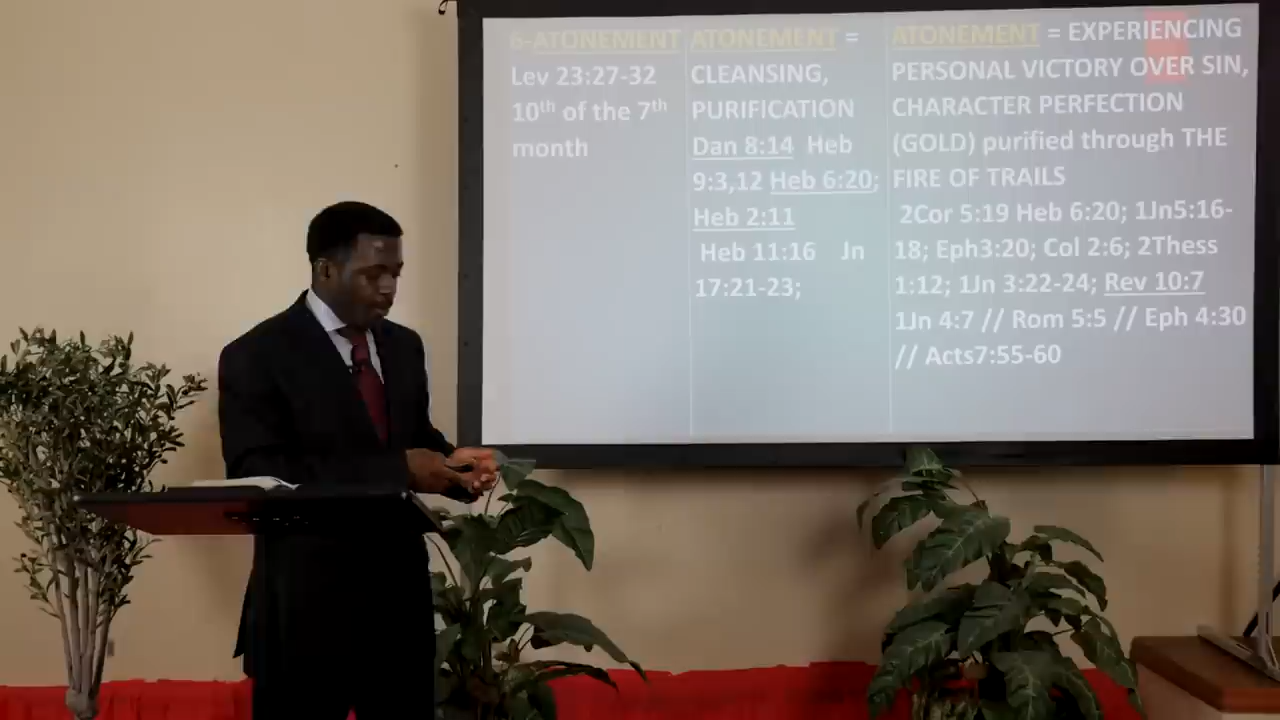 6-ATONEMENT
Lev 23:27-32
10th of the 7th
month
ATONEMENT =
CLEANSING,
PURIFICATION
Dan 8:14 Heb
9:3,12 Heb 6:20;
Heb 2:11
Heb 11:16 Jn
17:21-23;
ATONEMENT = EXPERIENCING
PERSONAL VICTORY OVER SIN,
CHARACTER PERFECTION
(GOLD) purified through THE
FIRE OF TRAILS
2Cor 5:19 Heb 6:20; 1Jn5:16-
18; Eph3:20; Col 2:6; 2Thess
1:12; 1Jn 3:22-24; Rev 10:7
1Jn 4:7 // Rom 5:5 // Eph 4:30
// Acts7:55-60